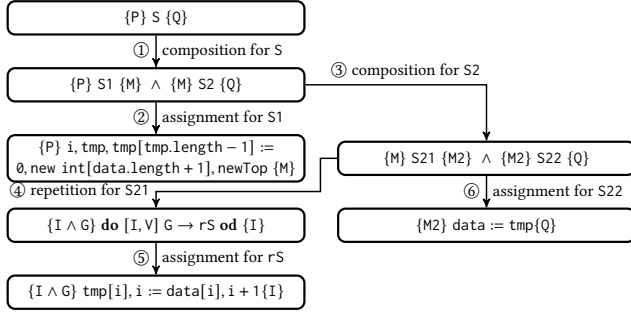 {P} S {Q}
① composition for S
{P} S1 {M} ∧ {M} S2 {Q}
③ composition for S2
② assignment for S1
{P} i, tmp, tmp[tmp.length − 1] :=
0, new int[data.length + 1], newTop {M}
{M} S21 {M2} ∧ {M2} S22 {Q}
④ repetition for S21
⑥ assignment for S22
{I ∧ G} do [I, V] G → rS od {I}
{M2} data := tmp{Q}
⑤ assignment for rS
{I ∧ G} tmp[i], i := data[i], i + 1{I}